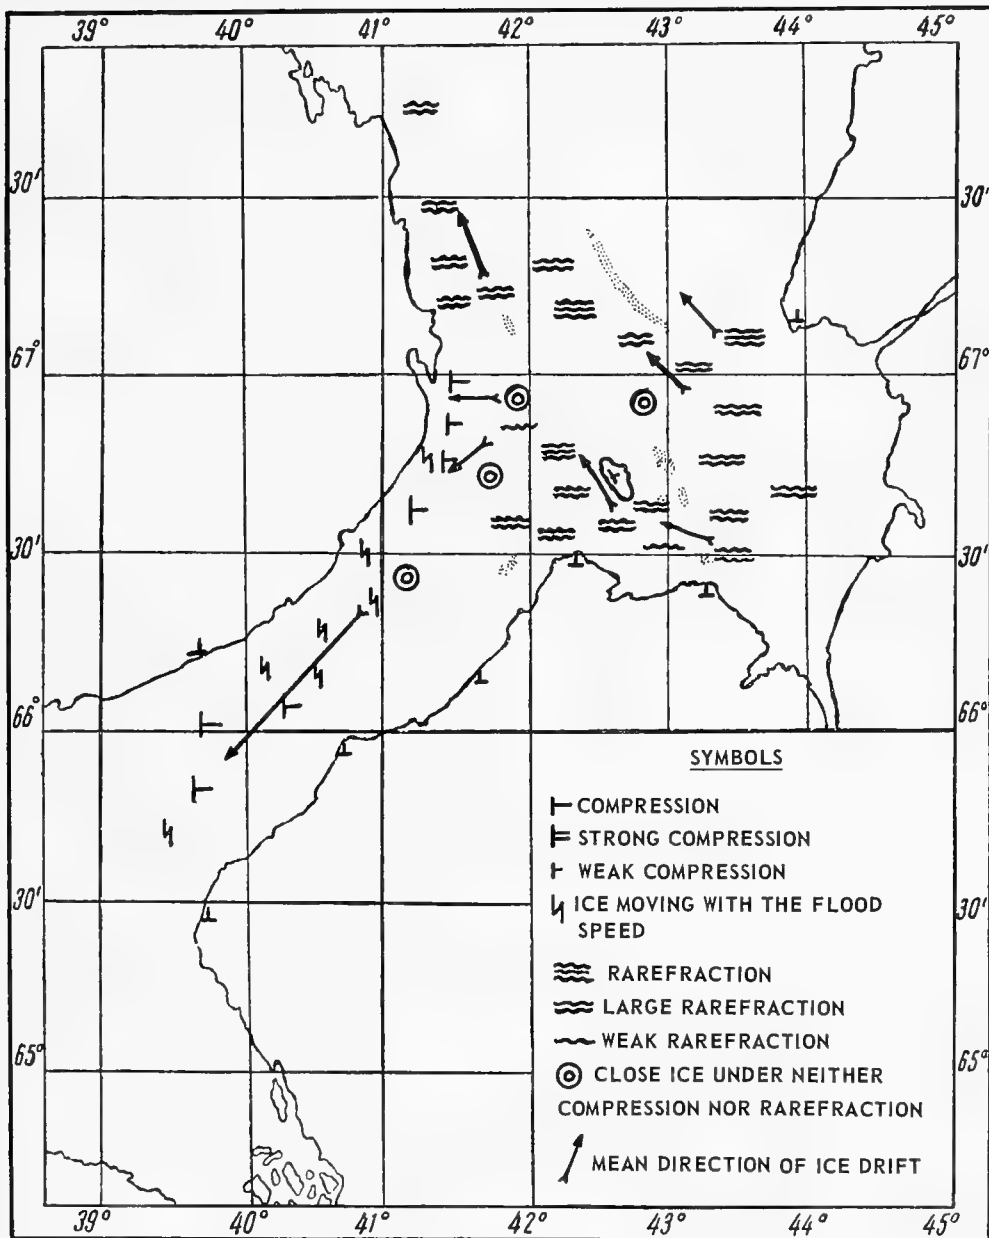 39° 40° 41° 42° 43° 44° 45°
30' 30'
67° 67°
30' 30'
66° 66°
SYMBOLS
COMPRESSION
STRONG COMPRESSION
WEAK COMPRESSION
ICE MOVING WITH THE FLOOD
SPEED
30' 30'
RAREFRACTION
LARGE RAREFRACTION
WEAK RAREFRACTION
65° 65°
CLOSE ICE UNDER NEITHER
COMPRESSION NOR RAREFRACTION
MEAN DIRECTION OF ICE DRIFT
39° 40° 41° 42° 43° 44° 45°